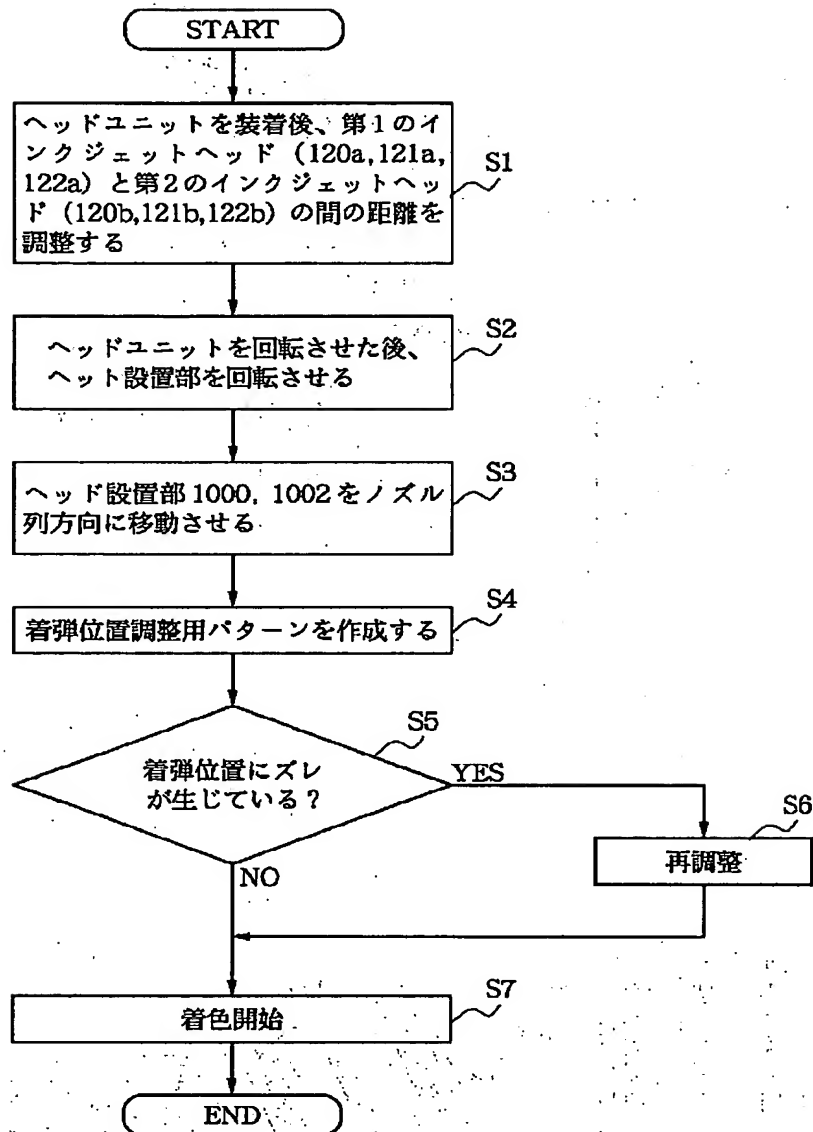 START
ヘッドユニットを装着後、第1のイ
ンクジェットヘッド (120a,121a,
122a) と第2のインクジェットヘッ
ド (120b,121b,122b) の間の距離を
調整する
S1
ヘッドユニットを回転させた後、
ヘット設置部を回転させる
S2
ヘッド設置部1000, 1002をノズル
列方向に移動させる
S3
着弾位置調整用パターンを作成する
S4
着弾位置にズレ
が生じている？
S5
YES
NO
再調整
S6
着色開始
S7
END